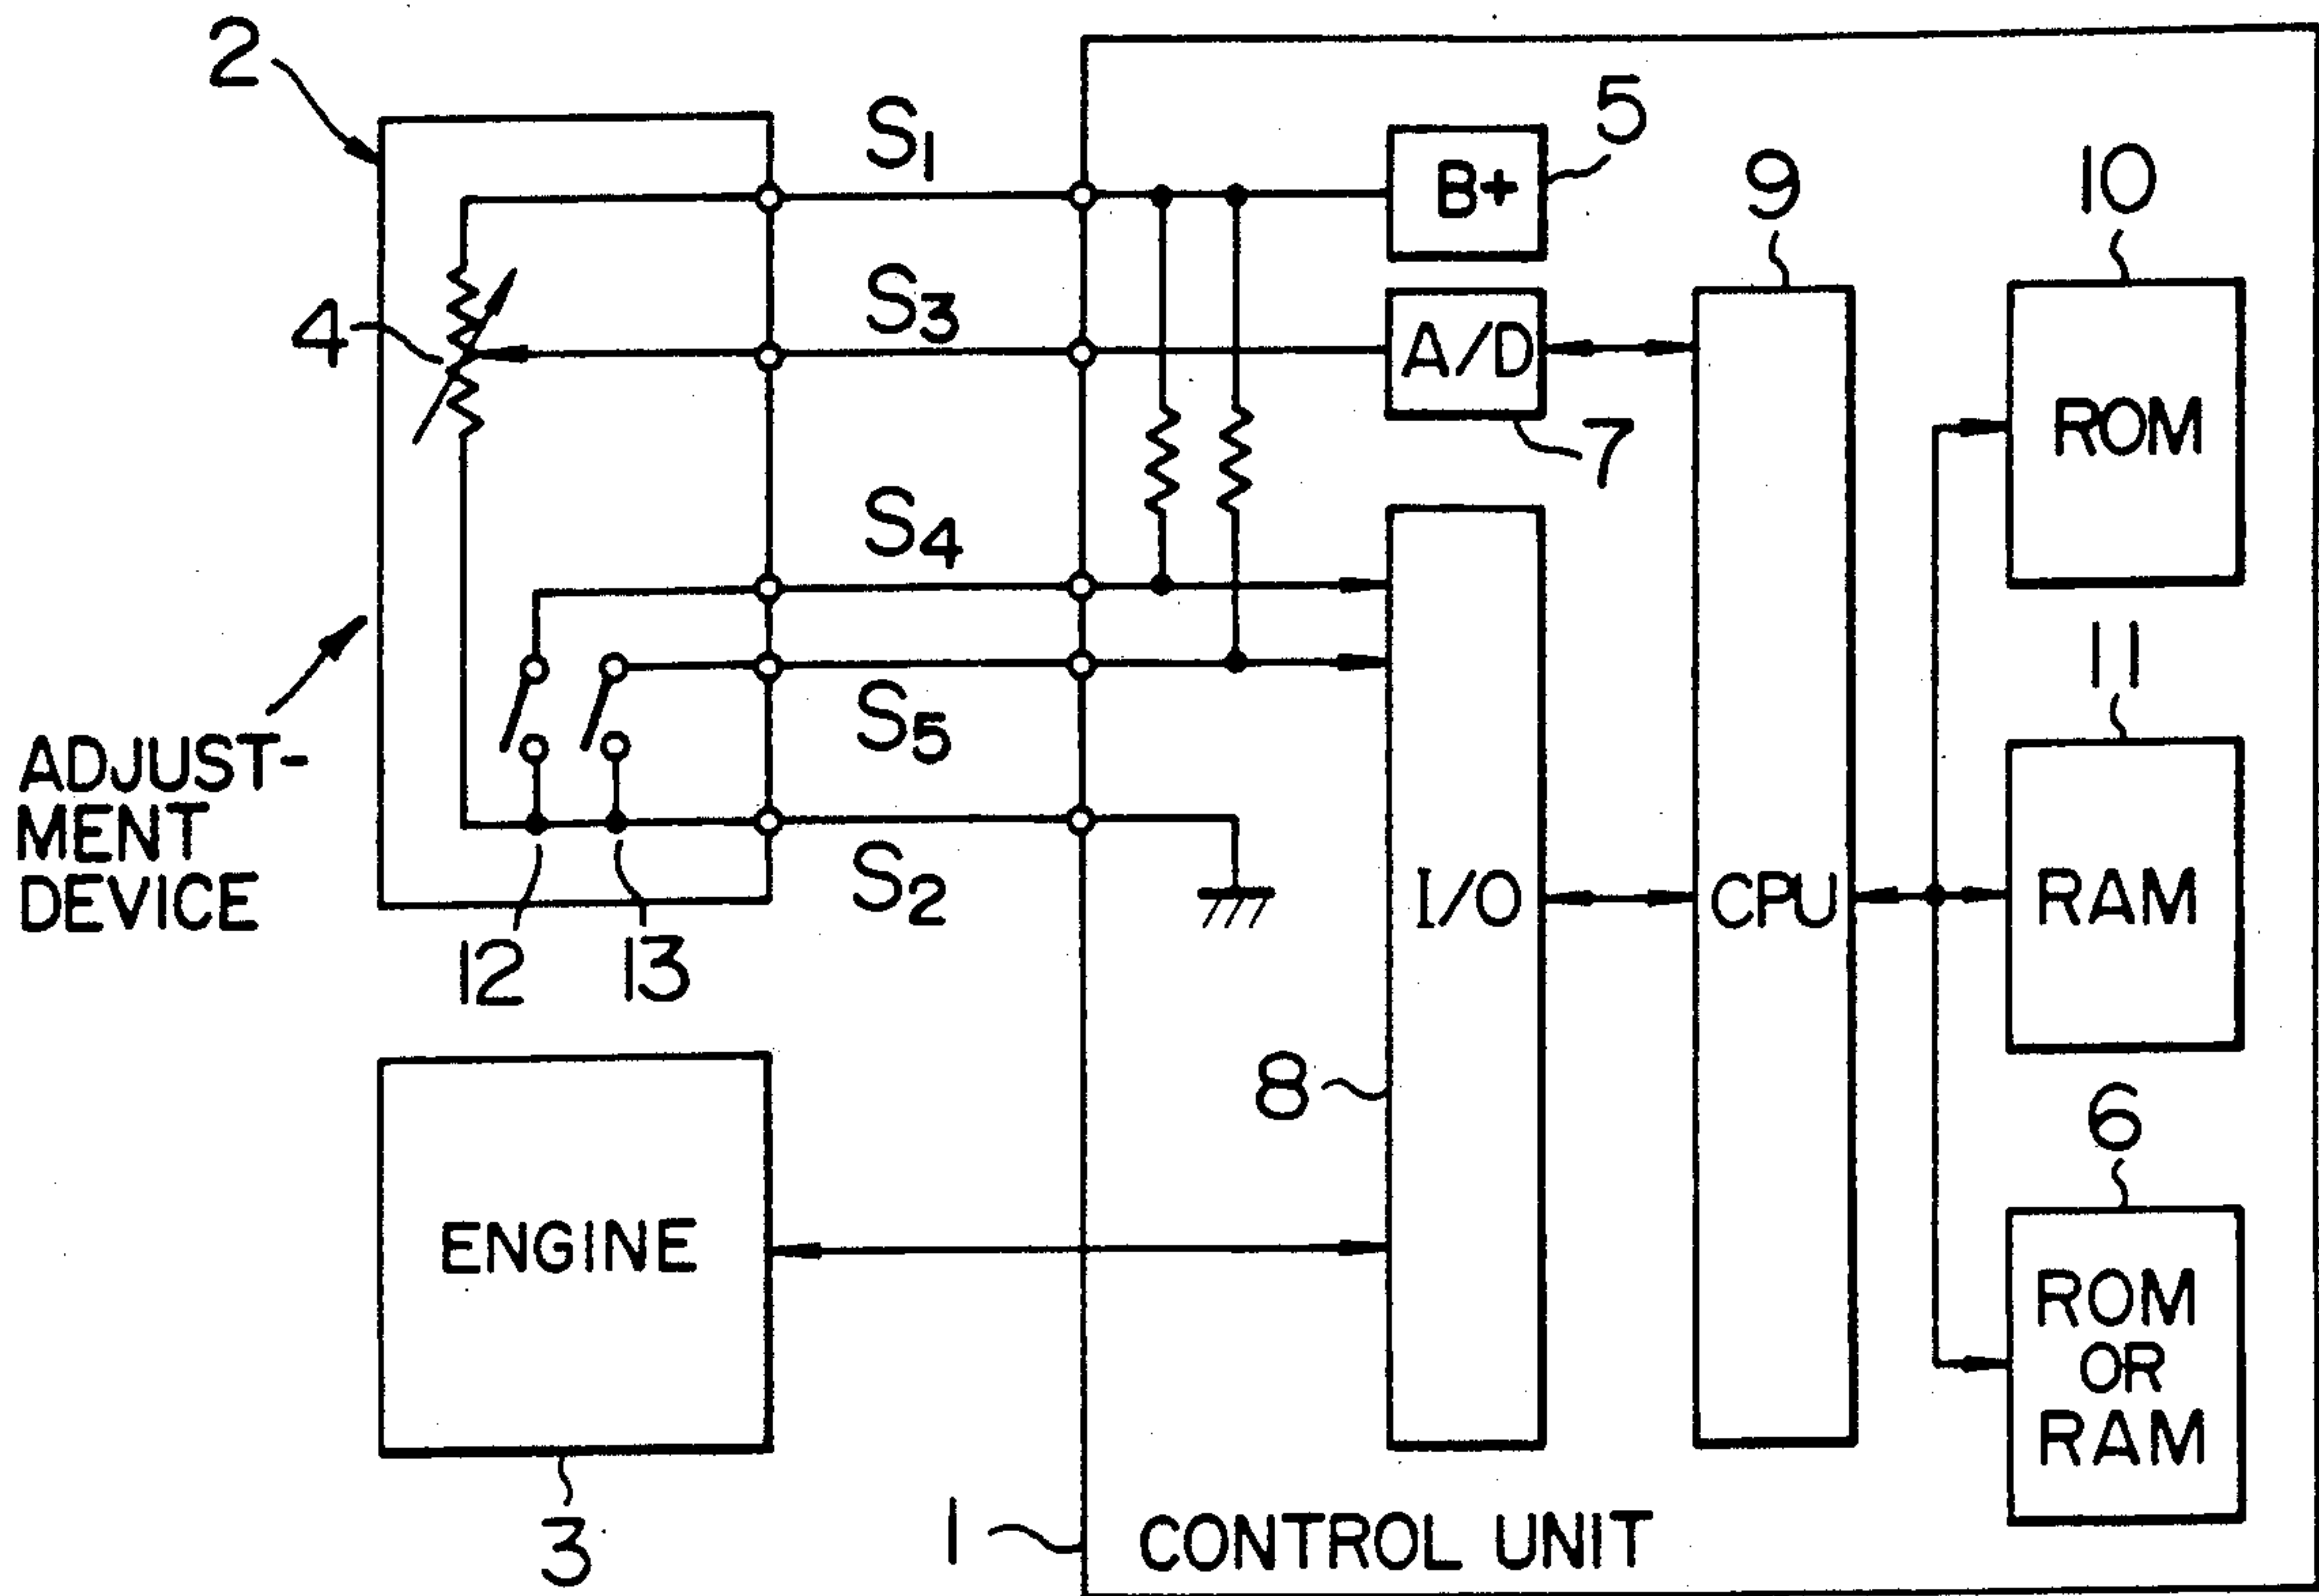 2
S1
5
B+
9
10
4
S3
A/D
7
ROM
S4
11
ADJUST-
MENT
DEVICE
S5
S2
I/O
CPU
RAM
12
13
8
6
ENGINE
ROM
OR
RAM
3
1
CONTROL UNIT